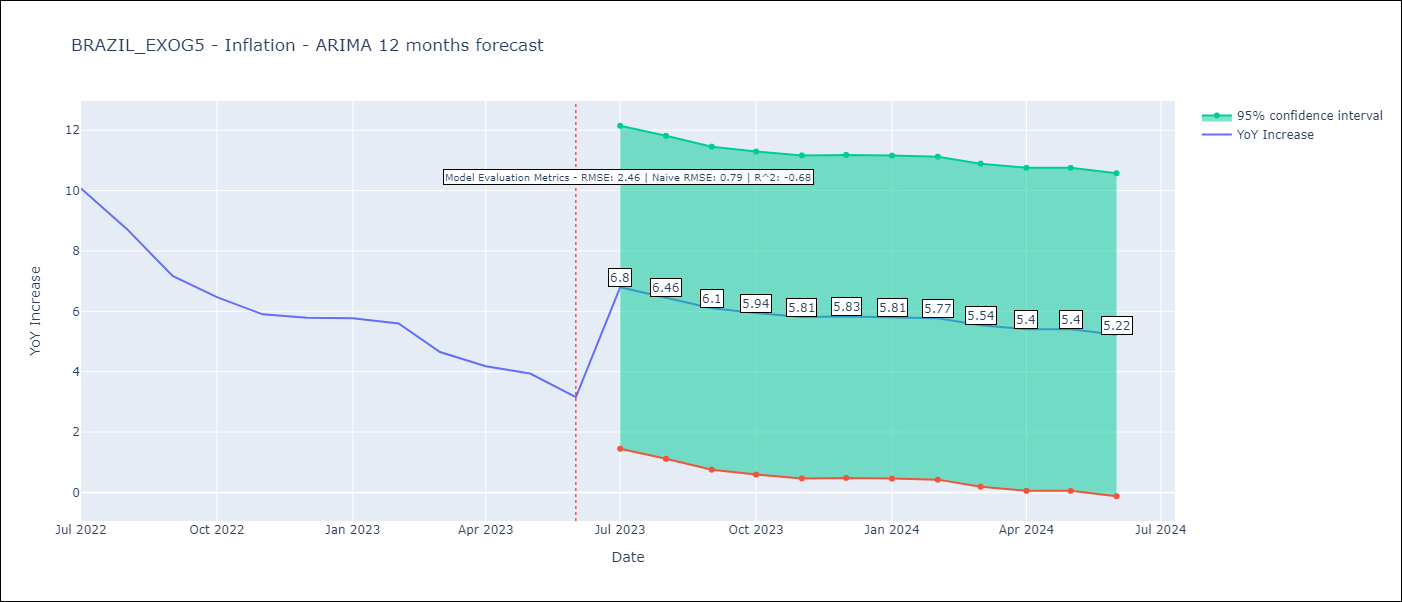 BRAZIL_EXOG5 - Inflation - ARIMA 12 months forecast
95% confidence interval
YoY Increase
Model Evaluation Metrics - RMSE: 2.46 | Naive RMSE: 0.79 | R^2: -0.68
12
10
8
6
4
2
0
YoY Increase
6.8
6.46
6.1
5.94
5.81
5.83
5.81
5.77
5.54
5.4
5.4
5.22
Jul 2022
Oct 2022
Jan 2023
Apr 2023
Jul 2023
Oct 2023
Jan 2024
Apr 2024
Jul 2024
Date